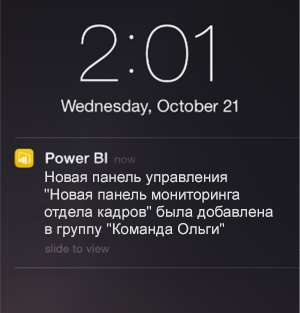 2:01
Wednesday, October 21
Power BI now
Новая панель управления
"Новая панель мониторинга
отдела кадров" была добавлена
в группу "Команда Ольги"
slide to view